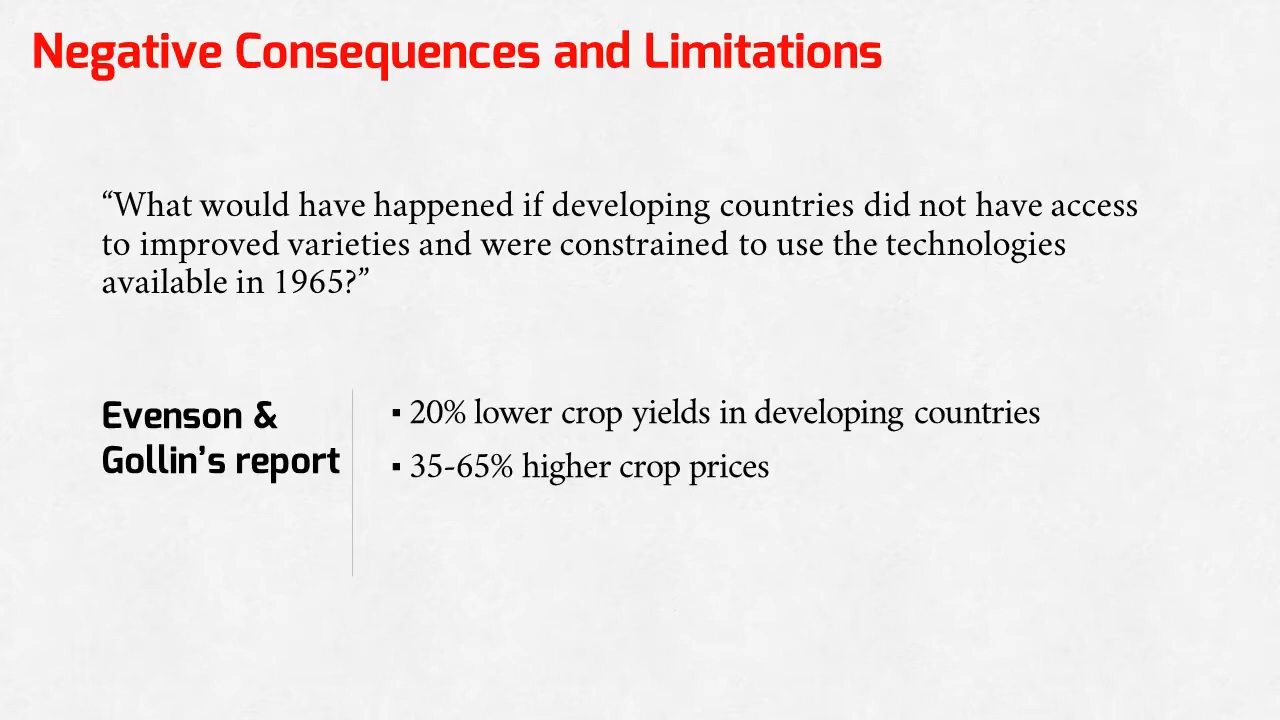 Negative Consequences and Limitations
“What would have happened if developing countries did not have access
to improved varieties and were constrained to use the technologies
available in 1965?”
Evenson &
Gollin’s report
▪ 20% lower crop yields in developing countries
▪ 35-65% higher crop prices